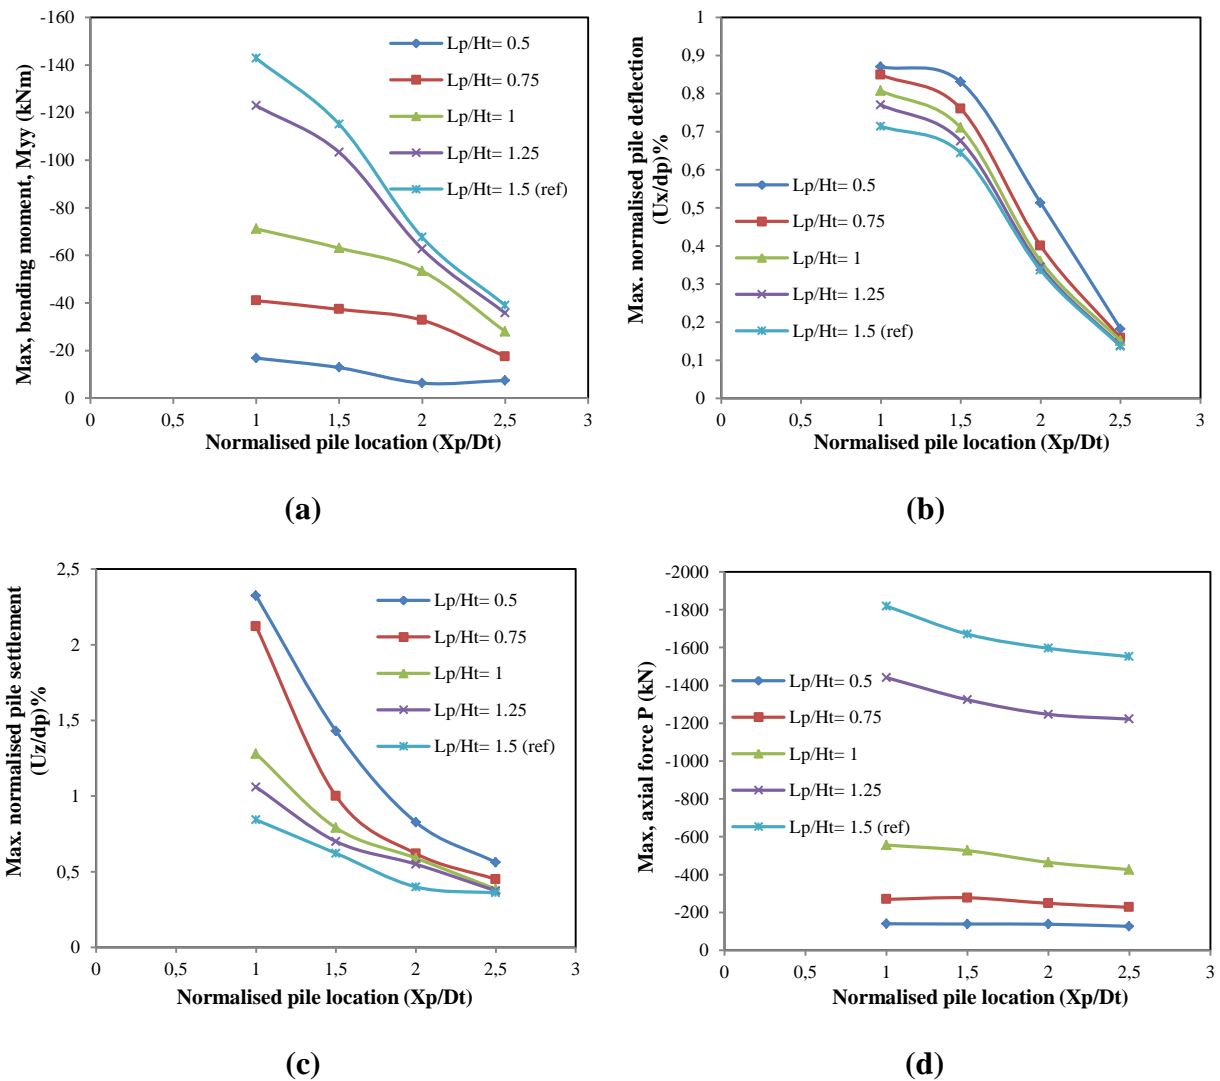 -160
-140
-120
-100
-80
-60
-40
-20
0
Max, bending moment, Myy (kNm)
Lp/Ht= 0.5
Lp/Ht= 0.75
Lp/Ht= 1
Lp/Ht= 1.25
Lp/Ht= 1.5 (ref)
0
0,5
1
1,5
2
2,5
3
Normalised pile location (Xp/Dt)
(a)
1
0,9
0,8
0,7
0,6
0,5
0,4
0,3
0,2
0,1
0
Max. normalised pile deflection
(Ux/dp)%
Lp/Ht= 0.5
Lp/Ht= 0.75
Lp/Ht= 1
Lp/Ht= 1.25
Lp/Ht= 1.5 (ref)
0
0,5
1
1,5
2
2,5
3
Normalised pile location (Xp/Dt)
(b)
2,5
2
1,5
1
0,5
0
Max. normalised pile settlement
(Uz/dp)%
Lp/Ht= 0.5
Lp/Ht= 0.75
Lp/Ht= 1
Lp/Ht= 1.25
Lp/Ht= 1.5 (ref)
0
0,5
1
1,5
2
2,5
3
Normalised pile location (Xp/Dt)
(c)
-2000
-1800
-1600
-1400
-1200
-1000
-800
-600
-400
-200
0
Max, axial force P (kN)
Lp/Ht= 0.5
Lp/Ht= 0.75
Lp/Ht= 1
Lp/Ht= 1.25
Lp/Ht= 1.5 (ref)
0
0,5
1
1,5
2
2,5
3
Normalised pile location (Xp/Dt)
(d)